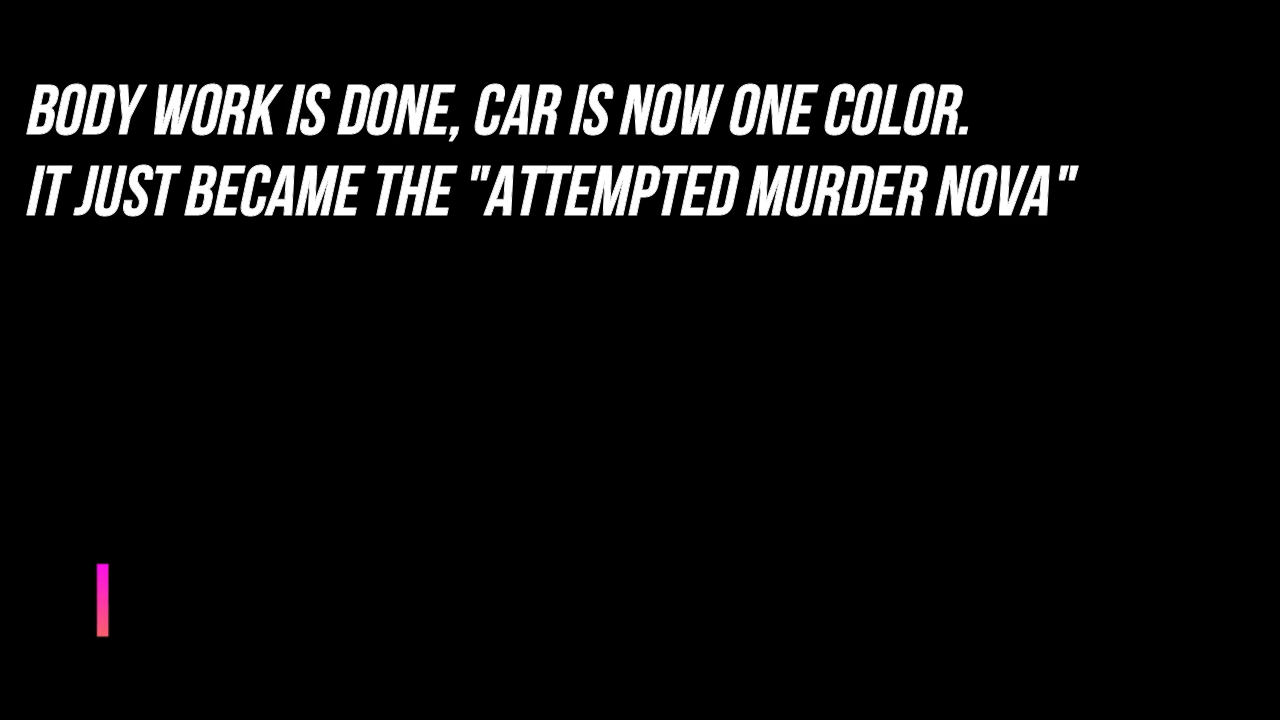 BODY WORK IS DONE, CAR IS NOW ONE COLOR.
IT JUST BECAME THE "ATTEMPTED MURDER NOVA"